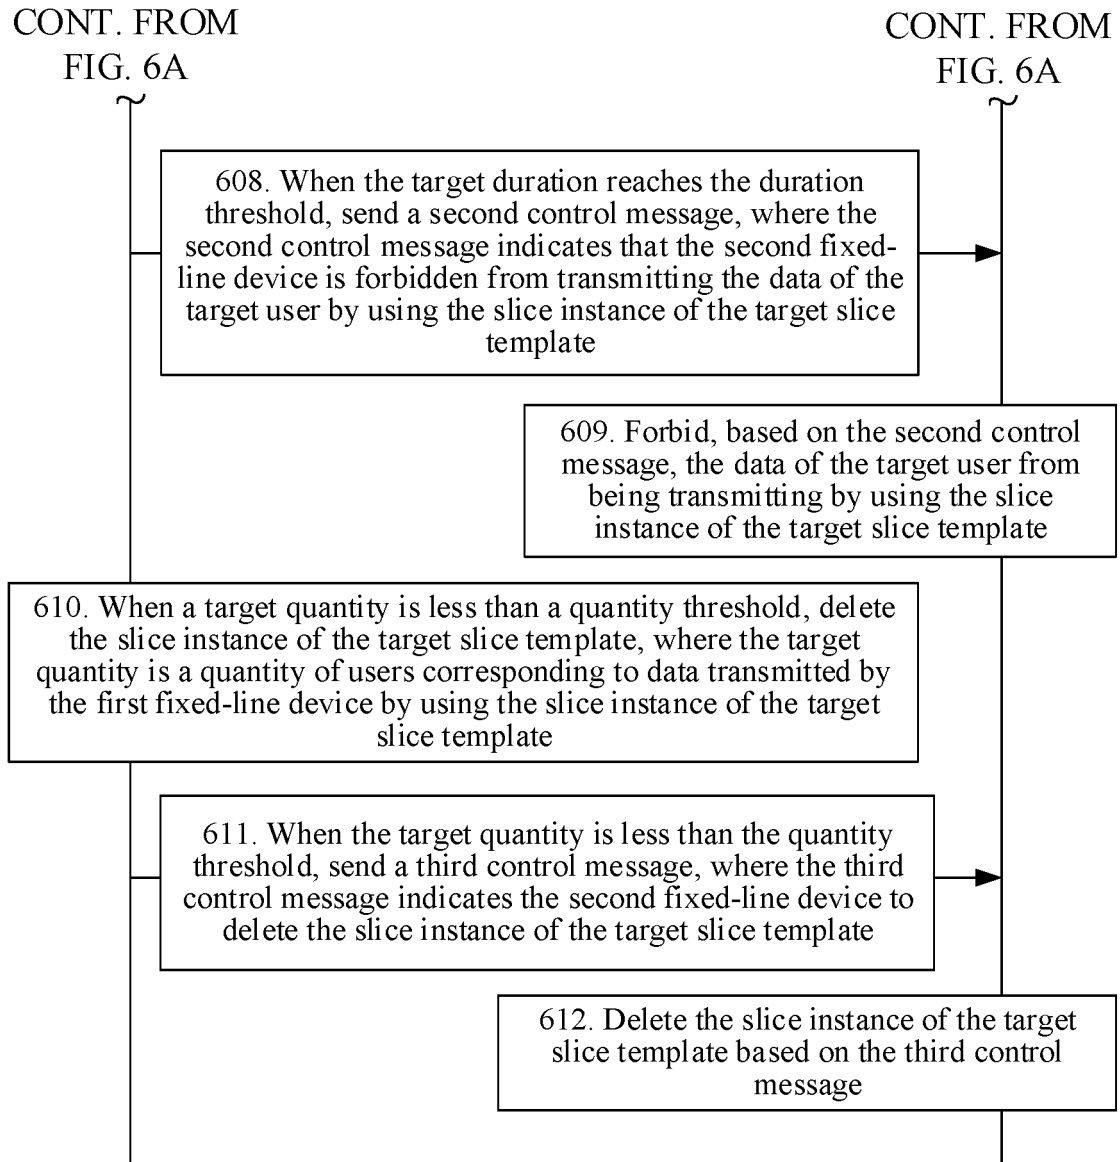 CONT. FROM
FIG. 6A
CONT. FROM
FIG. 6A
608. When the target duration reaches the duration
threshold, send a second control message, where the
second control message indicates that the second fixed-
line device is forbidden from transmitting the data of the
target user by using the slice instance of the target slice
template
609. Forbid, based on the second control
message, the data of the target user from
being transmitting by using the slice
instance of the target slice template
610. When a target quantity is less than a quantity threshold, delete
the slice instance of the target slice template, where the target
quantity is a quantity of users corresponding to data transmitted by
the first fixed-line device by using the slice instance of the target
slice template
611. When the target quantity is less than the quantity
threshold, send a third control message, where the third
control message indicates the second fixed-line device to
delete the slice instance of the target slice template
612. Delete the slice instance of the target
slice template based on the third control
message